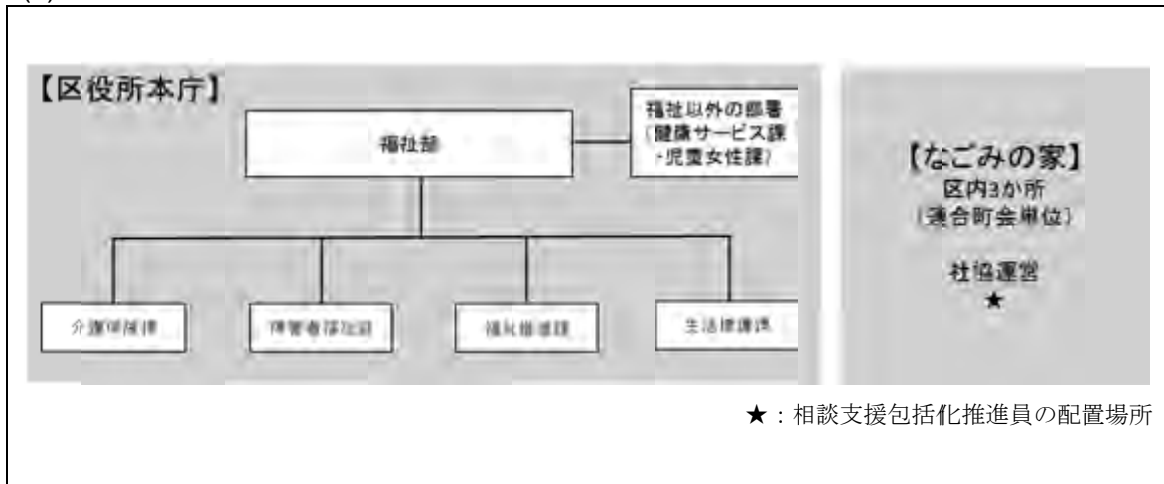 【区役所本庁】
福祉部
福祉以外の部署
(健康サービス課
・児童女性課)
介護保険課
障害者福祉課
福祉推進課
生活援護課
【なごみの家】
区内3か所
(連合町会単位)
社協運営
★
★：相談支援包括化推進員の配置場所